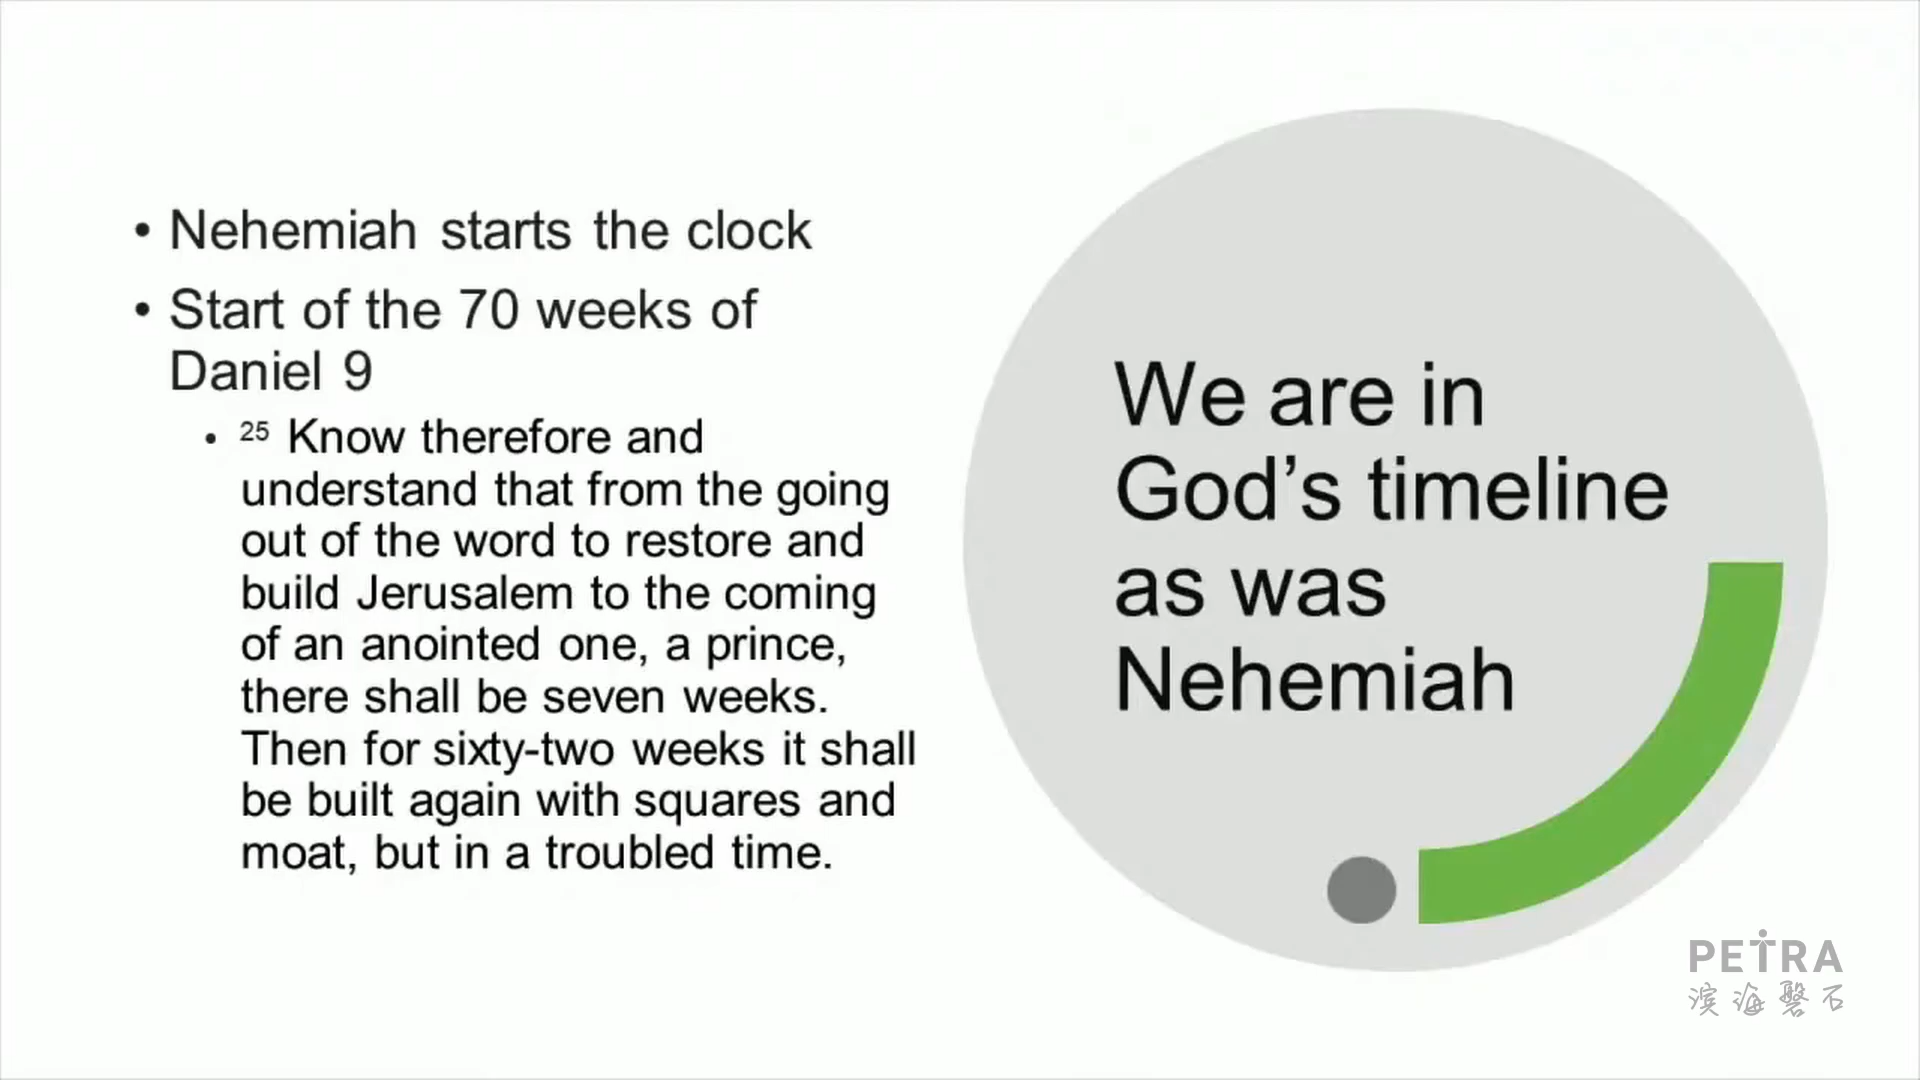 • Nehemiah starts the clock
• Start of the 70 weeks of
Daniel 9
• 25 Know therefore and
understand that from the going
out of the word to restore and
build Jerusalem to the coming
of an anointed one, a prince,
there shall be seven weeks.
Then for sixty-two weeks it shall
be built again with squares and
moat, but in a troubled time.
We are in
God’s timeline
as was
Nehemiah
PETRA
滨海磐石